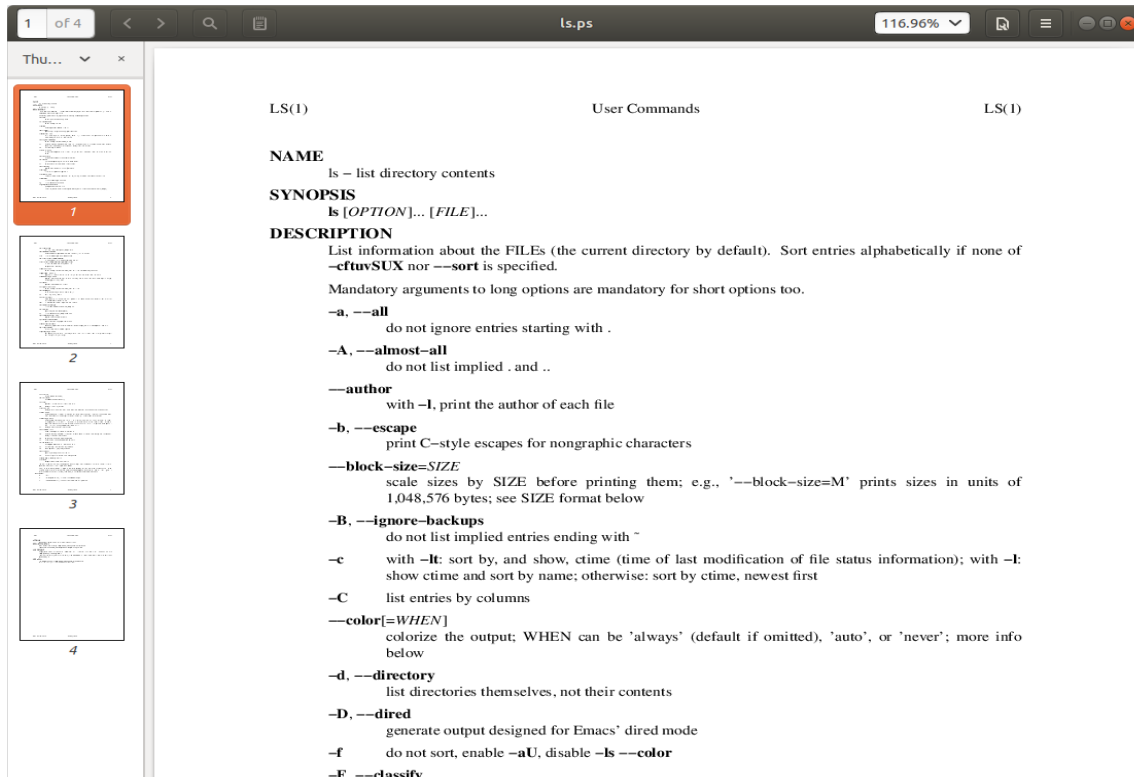 1 of 4
ls.ps
116.96%
Thu...
×
1
2
3
4
LS(1) User Commands LS(1)
NAME
ls − list directory contents
SYNOPSIS
ls [OPTION]... [FILE]...
DESCRIPTION
List information about the FILEs (the current directory by default). Sort entries alphabetically if none of
−cftuvSUX nor −−sort is specified.
Mandatory arguments to long options are mandatory for short options too.
−a, −−all
do not ignore entries starting with .
−A, −−almost−all
do not list implied . and ..
−−author
with −l, print the author of each file
−b, −−escape
print C−style escapes for nongraphic characters
−−block−size=SIZE
scale sizes by SIZE before printing them; e.g., '−−block−size=M' prints sizes in units of
1,048,576 bytes; see SIZE format below
−B, −−ignore−backups
do not list implied entries ending with ~
−c with −lt: sort by, and show, ctime (time of last modification of file status information); with −l:
show ctime and sort by name; otherwise: sort by ctime, newest first
−C list entries by columns
−−color[=WHEN]
colorize the output; WHEN can be 'always' (default if omitted), 'auto', or 'never'; more info
below
−d, −−directory
list directories themselves, not their contents
−D, −−dired
generate output designed for Emacs' dired mode
−f do not sort, enable −aU, disable −ls −−color
−F, −−classify